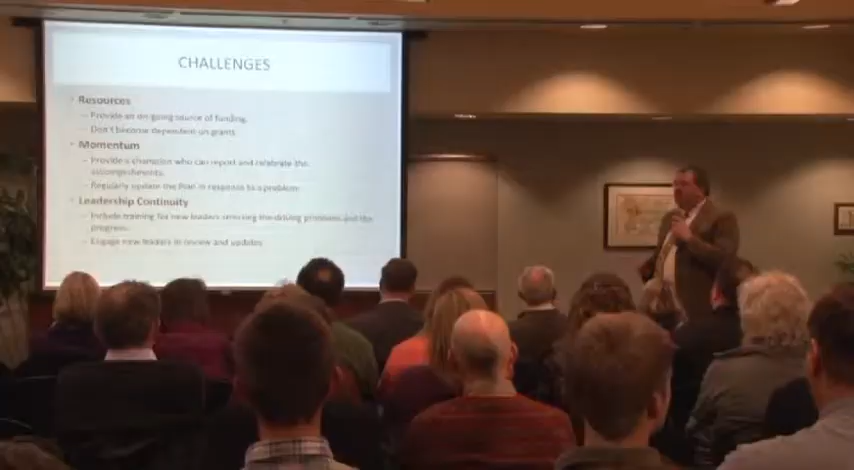 CHALLENGES
Resources
– Provide an on-going source of funding.
– Don't become dependent on grants
Momentum
– Provide a champion who can report and celebrate the
accomplishments.
– Regularly update the Plan in response to a problem
Leadership Continuity
– Include training for new leaders the driving problems and the
progress.
– Engage new leaders in review and updates